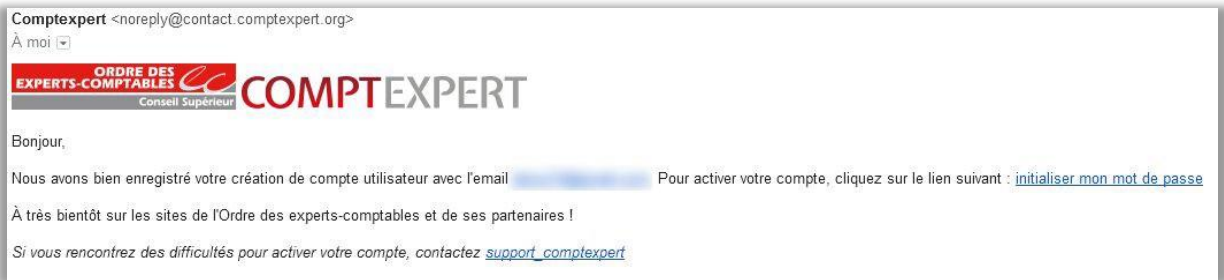 Comptexpert <noreply@contact.comptexpert.org>
À moi
ORDRE DES
EXPERTS-COMPTABLES
Conseil Supérieur
COMPTEXPERT
Bonjour,
Nous avons bien enregistré votre création de compte utilisateur avec l'email Pour activer votre compte, cliquez sur le lien suivant : initialiser mon mot de passe
À très bientôt sur les sites de l'Ordre des experts-comptables et de ses partenaires !
Si vous rencontrez des difficultés pour activer votre compte, contactez support_comptexpert